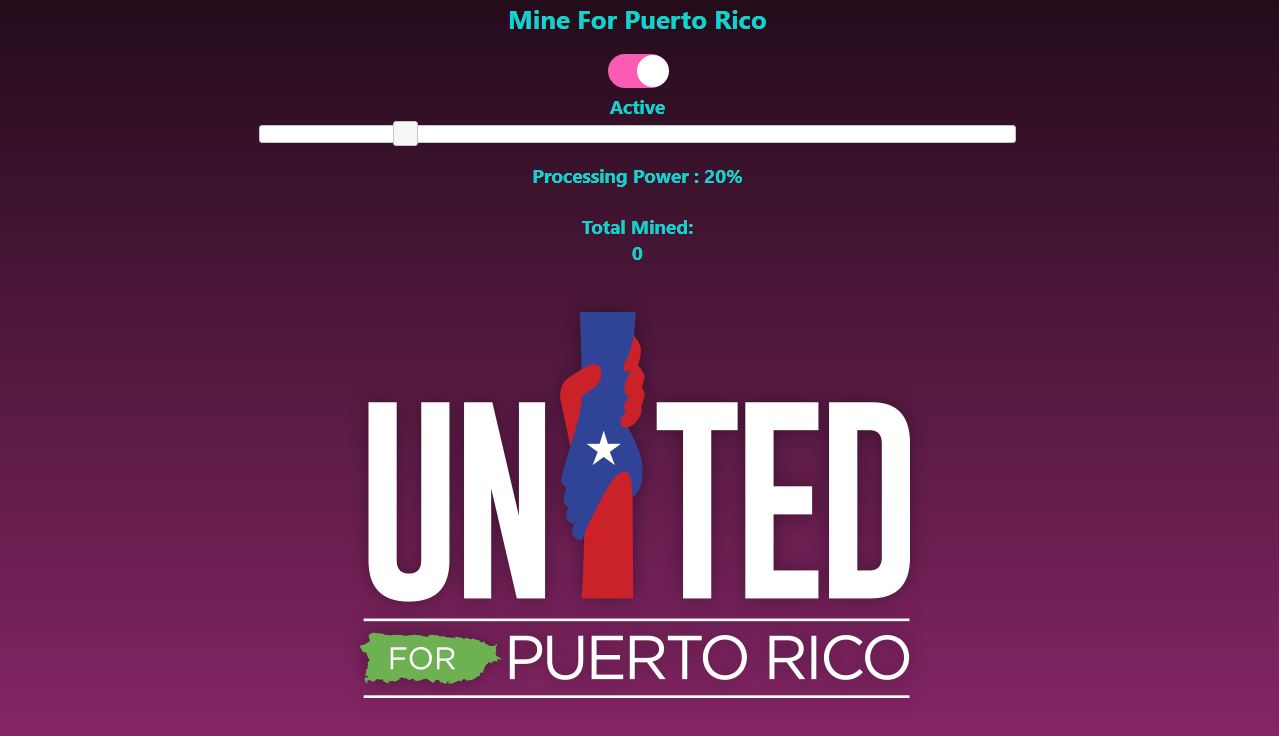 Mine For Puerto Rico
Active
Processing Power : 20%
Total Mined:
0
UNITED
FOR PUERTO RICO